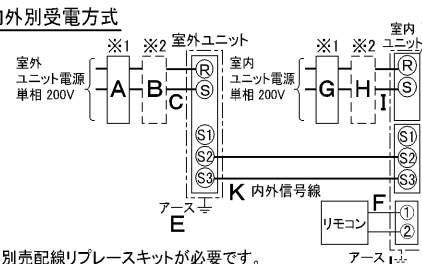 内外別受電方式
※1 ※2 室外ユニット
室外
ユニット電源
単相 200V
A B C
R
S
S1
S2
S3
アース
E
※1 ※2 室内
ユニット
室内
ユニット電源
単相 200V
G H I
R
S
S1
S2
S3
K 内外信号線
F
リモコン
①
②
アース
別売配線リプレースキットが必要です。